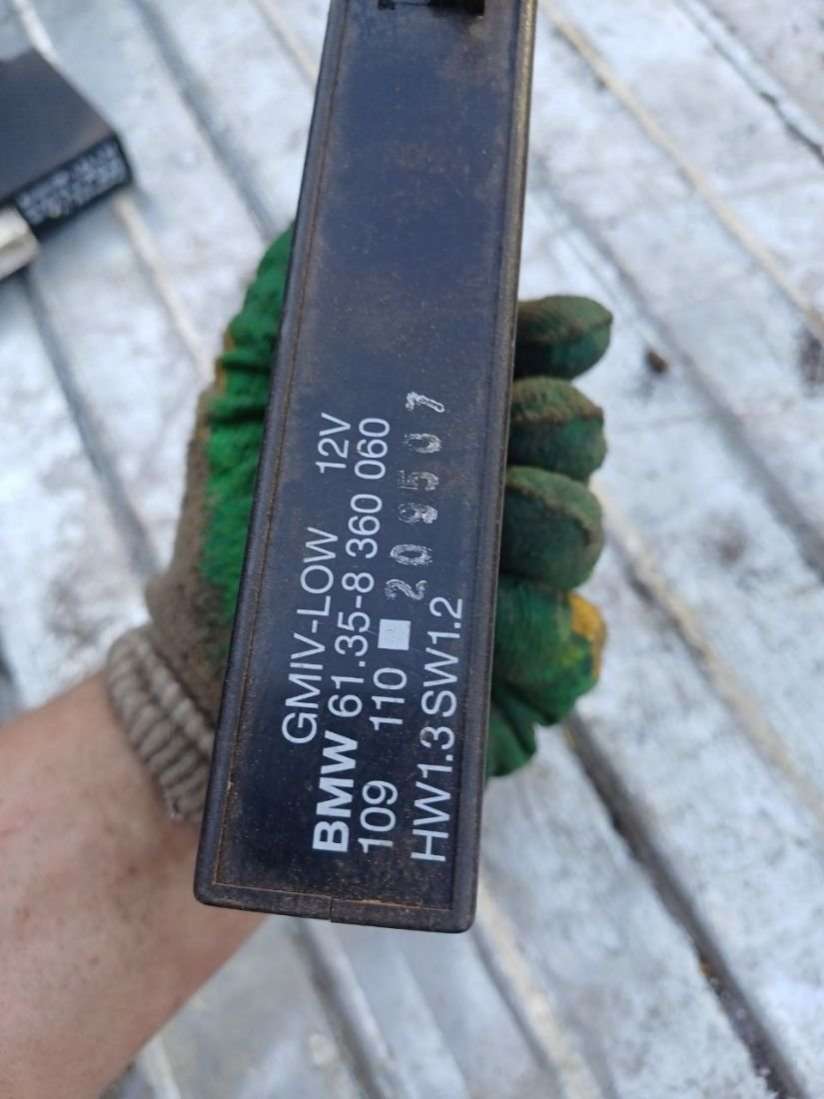 GMIV-LOW 12V
BMW 61.35-8 360 060
109 110 209507
HW1.3 SW1.2